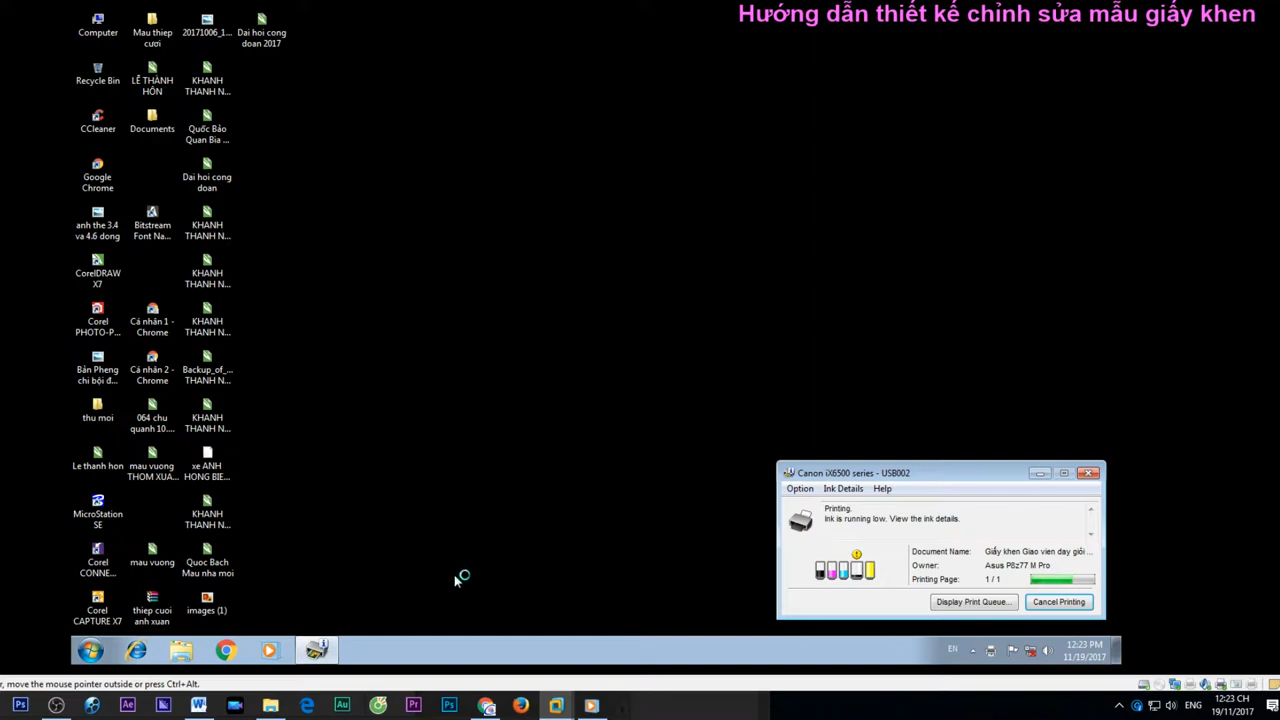 Hướng dẫn thiết kế chỉnh sửa mẫu giấy khen
Computer
Mau thiep
cươi
20171006_1...
Dai hoi cong
doan 2017
Recycle Bin
LỄ THÀNH
HÔN
KHANH
THANH N...
CCleaner
Documents
Quốc Bảo
Quan Bia ...
Google
Chrome
Dai hoi cong
doan
anh the 3.4
va 4.6 dong
Bitstream
Font Na...
KHANH
THANH N...
CorelDRAW
X7
KHANH
THANH N...
Corel
PHOTO-P...
Cá nhân 1 -
Chrome
KHANH
THANH N...
Bản Pheng
chi bội đ...
Cá nhân 2 -
Chrome
Backup_of_...
THANH N...
thu moi
064 chu
quanh 10....
KHANH
THANH N...
Le thanh hon
mau vuong
THOM XUA...
xe ANH
HONG BIE...
MicroStation
SE
KHANH
THANH N...
Corel
CONNE...
mau vuong
Quoc Bach
Mau nha moi
Corel
CAPTURE X7
thiep cuoi
anh xuan
images (1)
Canon iX6500 series - USB002
Option Ink Details Help
Printing.
Ink is running low. View the ink details.
Document Name: Giấy khen Giao vien day giỏi ...
Owner: Asus P8z77 M Pro
Printing Page: 1 / 1
Display Print Queue... Cancel Printing
EN
12:23 PM
11/19/2017
r, move the mouse pointer outside or press Ctrl+Alt.
Ps Ae W Au Pr Ps
ENG
12:23 CH
19/11/2017